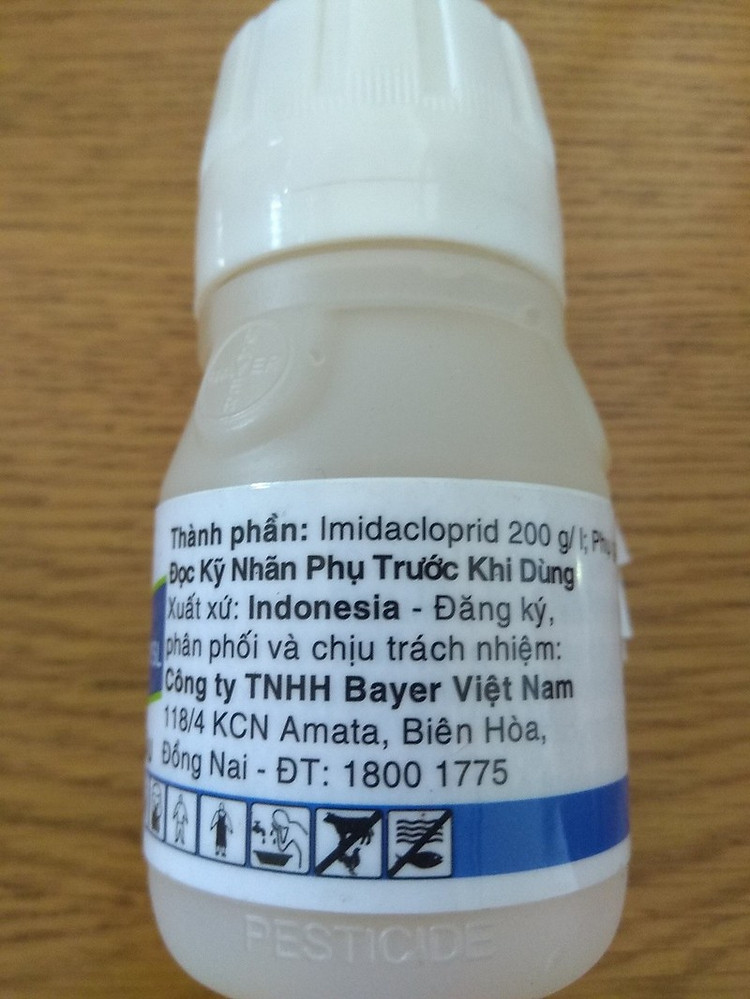 Thành phần: Imidacloprid 200 g/ l;
Đọc Kỹ Nhãn Phụ Trước Khi Dùng
Xuất xứ: Indonesia - Đăng ký,
phân phối và chịu trách nhiệm:
Công ty TNHH Bayer Việt Nam
118/4 KCN Amata, Biên Hòa,
Đồng Nai - ĐT: 1800 1775
PESTICIDE